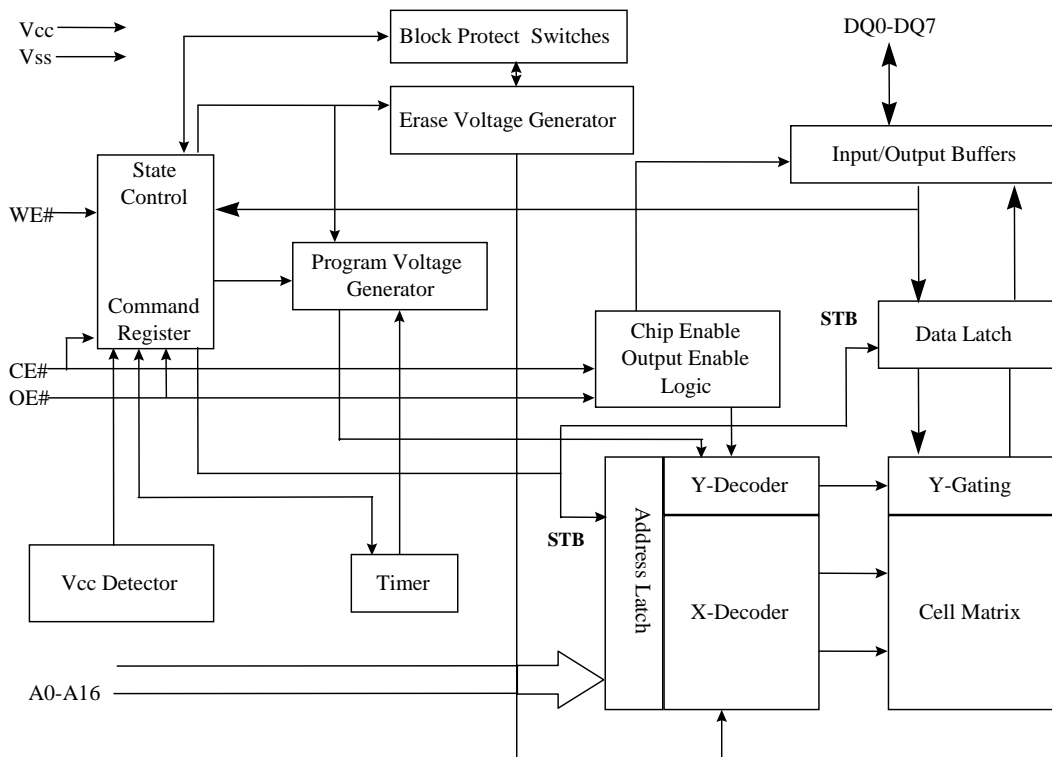 Vcc
Vss
Block Protect Switches
DQ0-DQ7
Erase Voltage Generator
Input/Output Buffers
State
Control
WE#
Program Voltage
Generator
Command
Register
STB
Chip Enable
Output Enable
Logic
Data Latch
CE#
OE#
Y-Decoder
Y-Gating
STB
Address Latch
Vcc Detector
Timer
X-Decoder
Cell Matrix
A0-A16